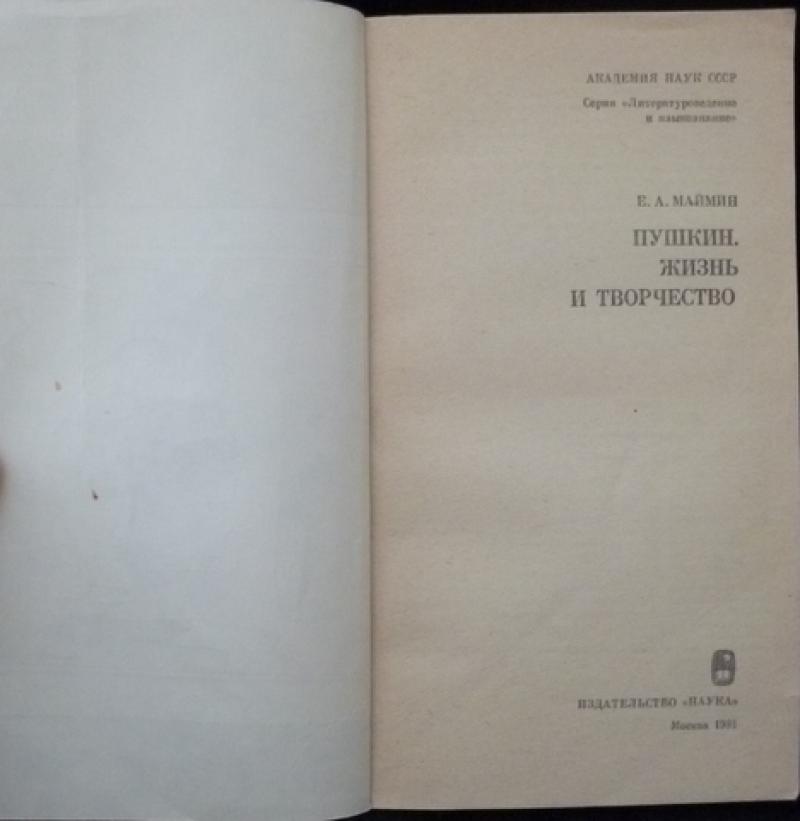 АКАДЕМИЯ НАУК СССР
Серия «Литературоведение
и языкознание»
Е. А. МАЙМИН
ПУШКИН.
ЖИЗНЬ
И ТВОРЧЕСТВО
ИЗДАТЕЛЬСТВО «НАУКА»
Москва 1981